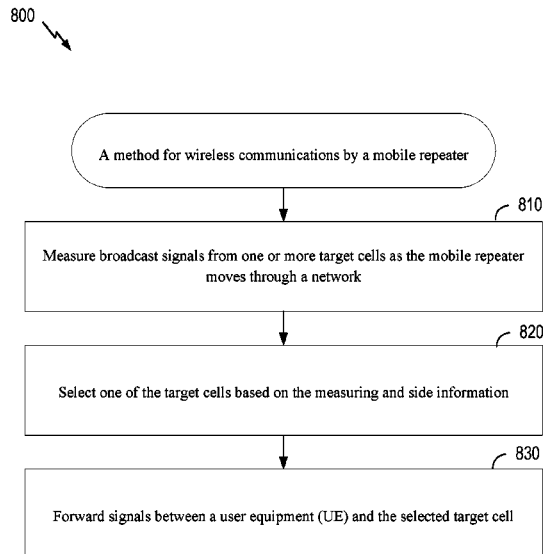 800
A method for wireless communications by a mobile repeater
810
Measure broadcast signals from one or more target cells as the mobile repeater
moves through a network
820
Select one of the target cells based on the measuring and side information
830
Forward signals between a user equipment (UE) and the selected target cell